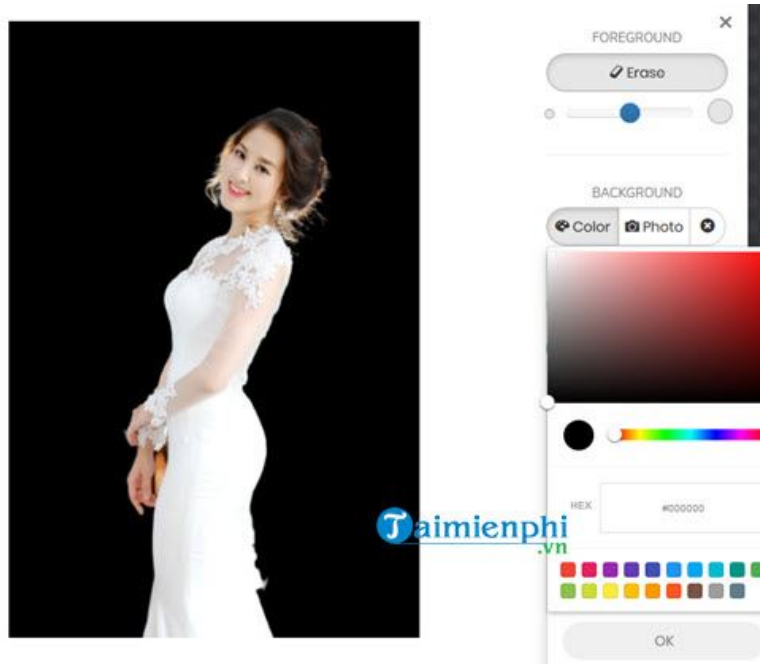 FOREGROUND
Erase
BACKGROUND
Color Photo
HEX #000000
Taimienphi
.vn
OK